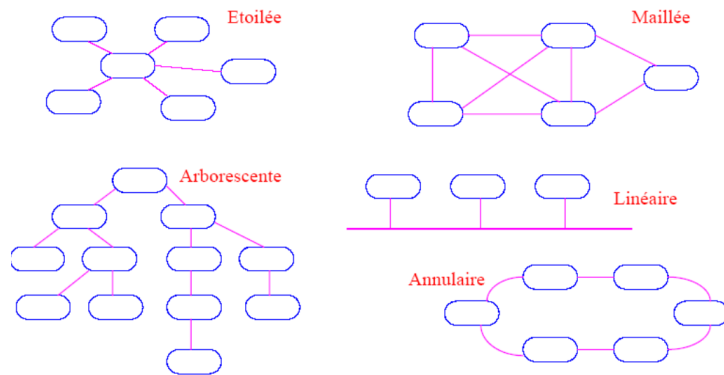 Etoilée
Maillée
Arborescente
Linéaire
Annulaire